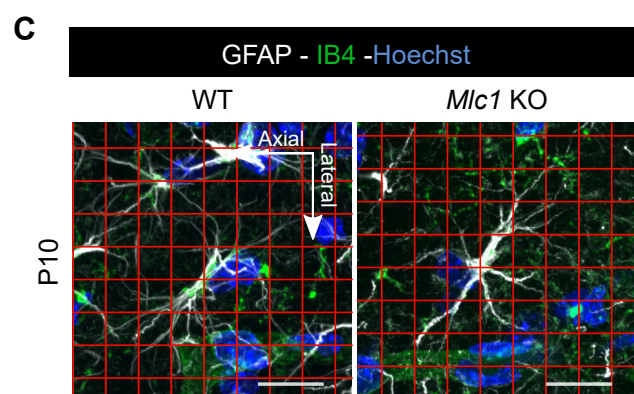 C
GFAP - IB4 -Hoechst
WT
Mlc1 KO
Axial
Lateral
P10